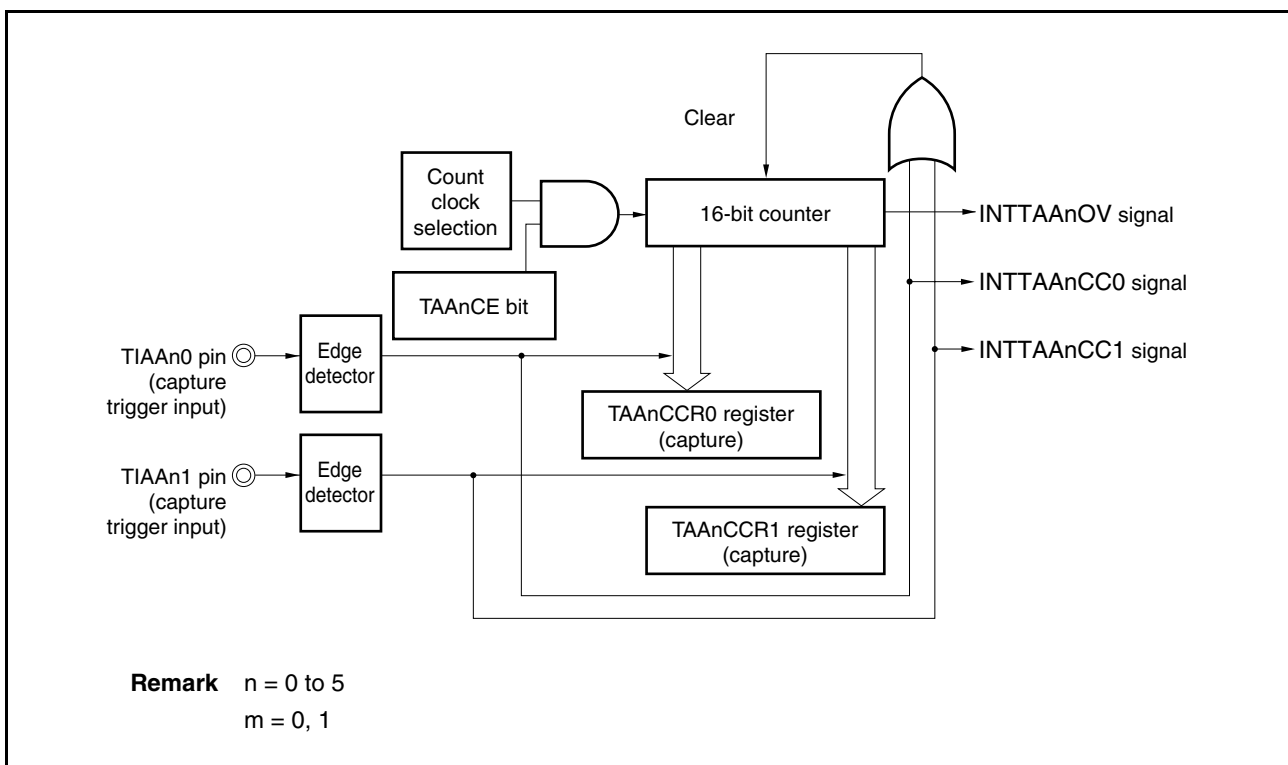 Clear
Count
clock
selection
16-bit counter
INTTAAnOV signal
TAAnCE bit
INTTAAnCC0 signal
TIAAn0 pin
(capture
trigger input)
Edge
detector
INTTAAnCC1 signal
TAAnCCR0 register
(capture)
TIAAn1 pin
(capture
trigger input)
Edge
detector
TAAnCCR1 register
(capture)
Remark n = 0 to 5
m = 0, 1